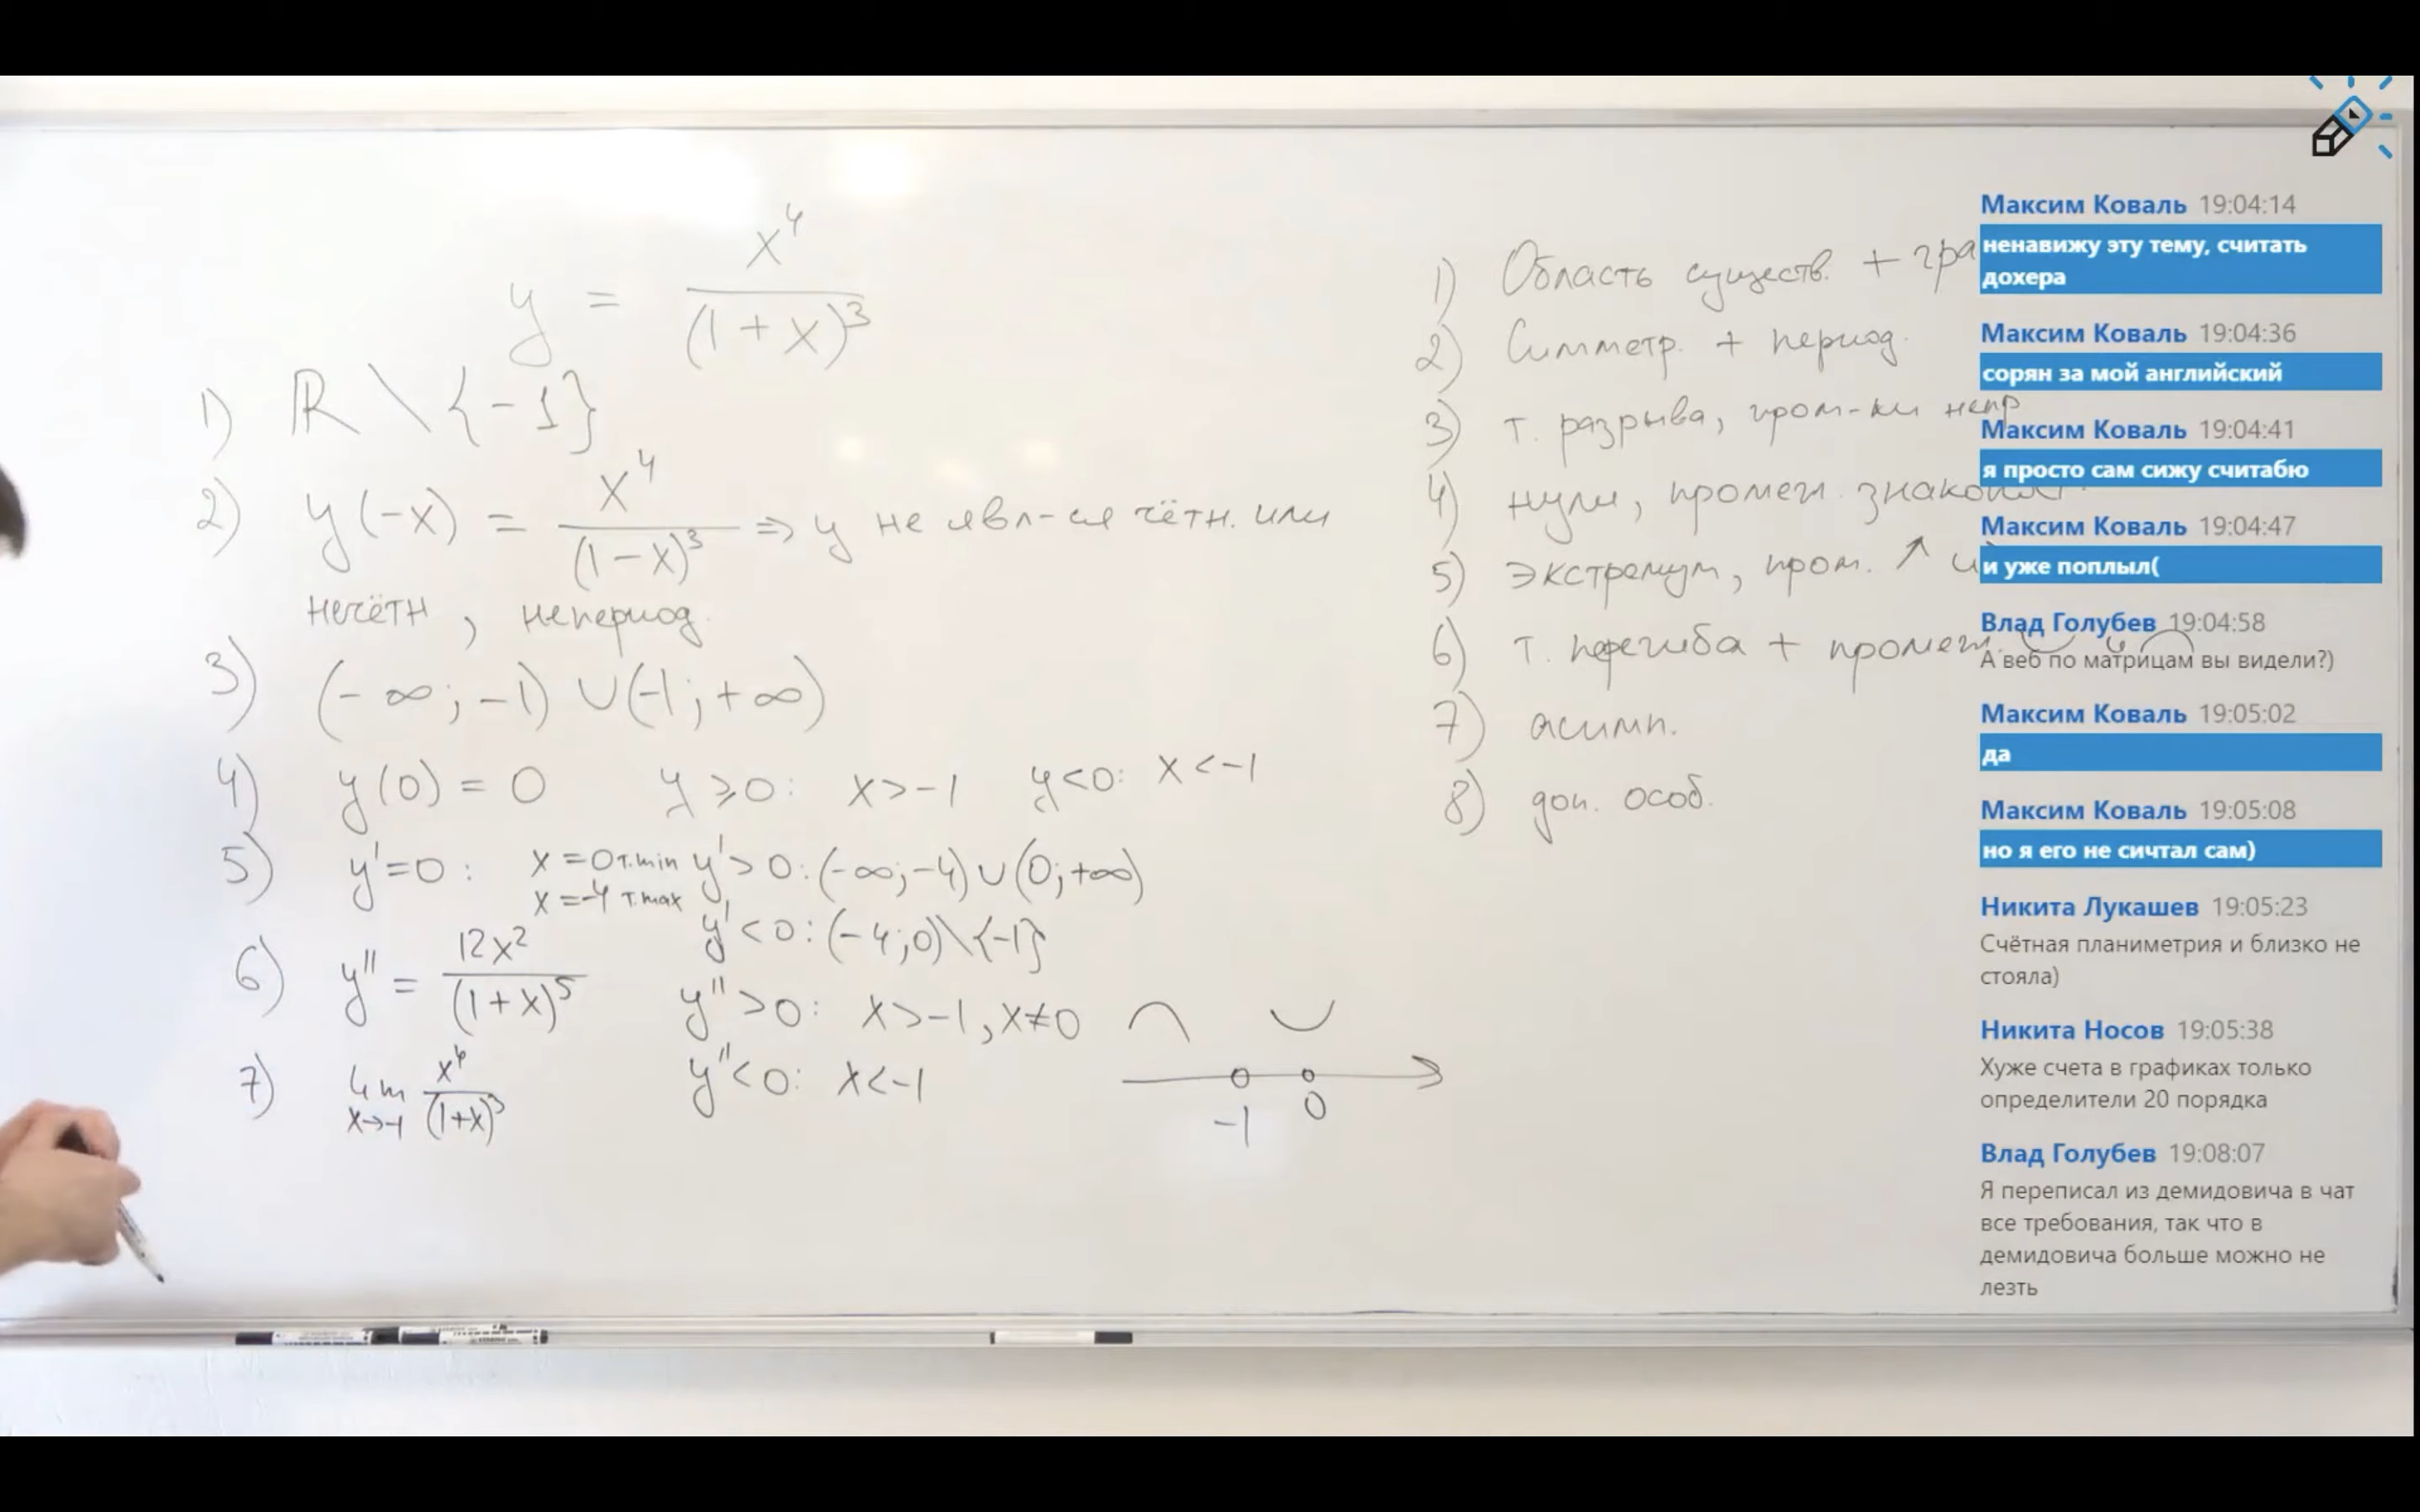 y = x⁴/(1+x)³
1) ℝ \ {-1}
2) y(-x) = x⁴/(1-x)³ ⇒ y не явл-ся чётн. или
нечётн, непериод.
3) (-∞; -1) ∪ (-1; +∞)
4) y(0) = 0 y ⩾ 0: x > -1 y < 0: x < -1
5) y' = 0: x = 0 т.min y' > 0: (-∞; -4) ∪ (0; +∞)
x = -4 т.max y' < 0: (-4; 0) \ {-1}
6) y'' = 12x²/(1+x)⁵ y'' > 0: x > -1, x ≠ 0
y'' < 0: x < -1
-1 0
7) lim x→-1 x⁴/(1+x)³
1) Область существ. + гра
2) Симметр. + период.
3) т. разрыва, пром-ки непр
4) нули, промеж. знакоп
5) экстремум, пром. ↗ и
6) т. перегиба + промеж. ⌣ и ⌢
7) асимп.
8) доп. особ.
Максим Коваль 19:04:14
ненавижу эту тему, считать
дохера
Максим Коваль 19:04:36
сорян за мой английский
Максим Коваль 19:04:41
я просто сам сижу считабю
Максим Коваль 19:04:47
и уже поплыл(
Влад Голубев 19:04:58
А веб по матрицам вы видели?)
Максим Коваль 19:05:02
да
Максим Коваль 19:05:08
но я его не сичтал сам)
Никита Лукашев 19:05:23
Счётная планиметрия и близко не
стояла)
Никита Носов 19:05:38
Хуже счета в графиках только
определители 20 порядка
Влад Голубев 19:08:07
Я переписал из демидовича в чат
все требования, так что в
демидовича больше можно не
лезть